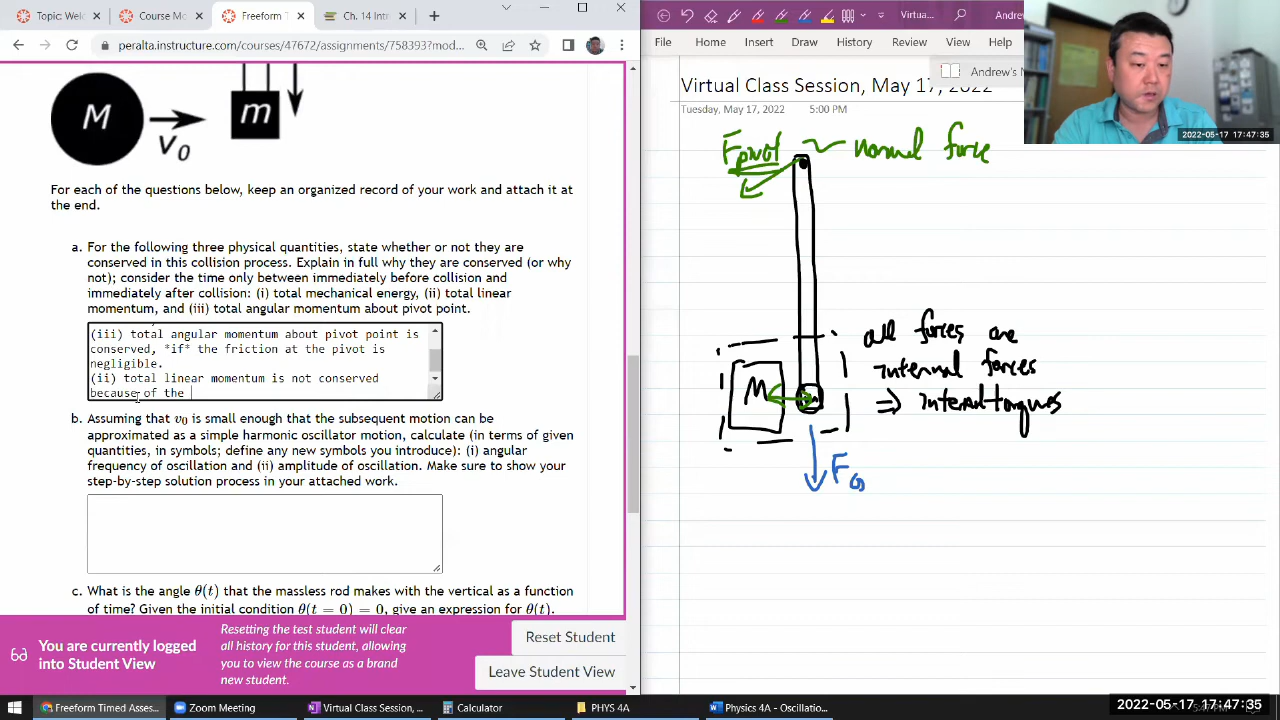 Topic Wel
Midterm D
Freeform T
Ch. 14 Intr
peralta.instructure.com/courses/47672/assignments/758393?mod...
M
v0
m
For each of the questions below, keep an organized record of your work and attach it at
the end.
a. For the following three physical quantities, state whether or not they are
conserved in this collision process. Explain in full why they are conserved (or why
not); consider the time only between immediately before collision and
immediately after collision: (i) total mechanical energy, (ii) total linear
momentum, and (iii) total angular momentum about pivot point.
(iii) total angular momentum about pivot point is
conserved, *if* the friction at the pivot is
negligible.
(ii) total linear momentum is not conserved
because of the
b. Assuming that v0 is small enough that the subsequent motion can be
approximated as a simple harmonic oscillator motion, calculate (in terms of given
quantities, in symbols; define any new symbols you introduce): (i) angular
frequency of oscillation and (ii) amplitude of oscillation. Make sure to show your
step-by-step solution process in your attached work.
c. What is the angle θ(t) that the massless rod makes with the vertical as a function
of time? Given the initial condition θ(t = 0) = 0, give an expression for θ(t).
You are currently logged
into Student View
Resetting the test student will clear
all history for this student, allowing
you to view the course as a brand
new student.
Reset Student
Leave Student View
Virtua...
Andre
File Home Insert Draw History Review View Help
Andrew's N
Virtual Class Session, May 17, 2022
Tuesday, May 17, 2022 5:00 PM
Fpivot ~ normal force
all forces are
internal forces
⇒ internal torques
M
m
FG
2022-05-17 17:47:35
Freeform Timed Asses...
Zoom Meeting
Virtual Class Session, ...
Calculator
PHYS 4A
Physics 4A - Oscillatio...
2022-05-17 17:47:35